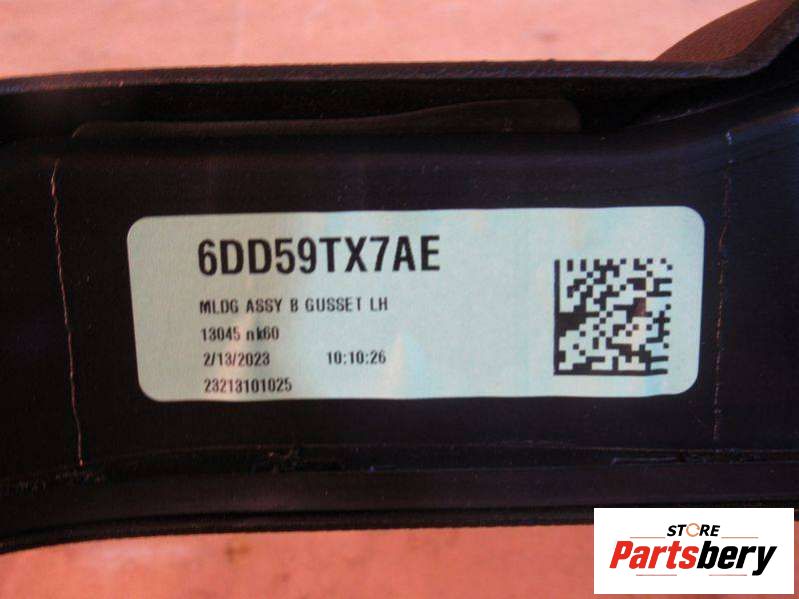 6DD59TX7AE
MLDG ASSY B GUSSET LH
13045 nk60
2/13/2023 10:10:26
23213101025
STORE
Partsbery